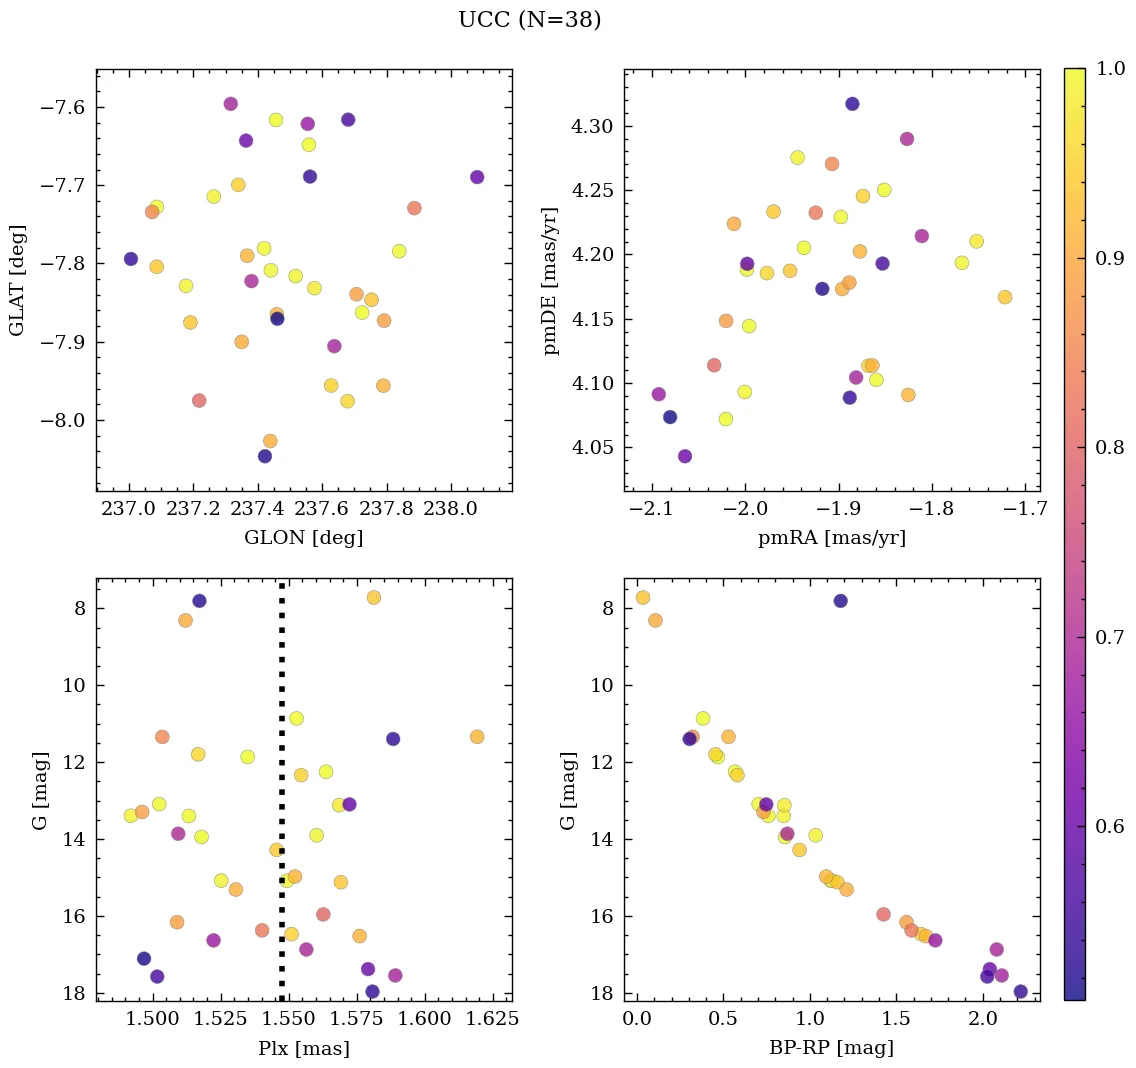 UCC (N=38)
−7.6
−7.7
−7.8
−7.9
−8.0
GLAT [deg]
237.0 237.2 237.4 237.6 237.8 238.0
GLON [deg]
4.30
4.25
4.20
4.15
4.10
4.05
pmDE [mas/yr]
−2.1 −2.0 −1.9 −1.8 −1.7
pmRA [mas/yr]
8
10
12
14
16
18
G [mag]
1.500 1.525 1.550 1.575 1.600 1.625
Plx [mas]
8
10
12
14
16
18
G [mag]
0.0 0.5 1.0 1.5 2.0
BP-RP [mag]
1.0
0.9
0.8
0.7
0.6